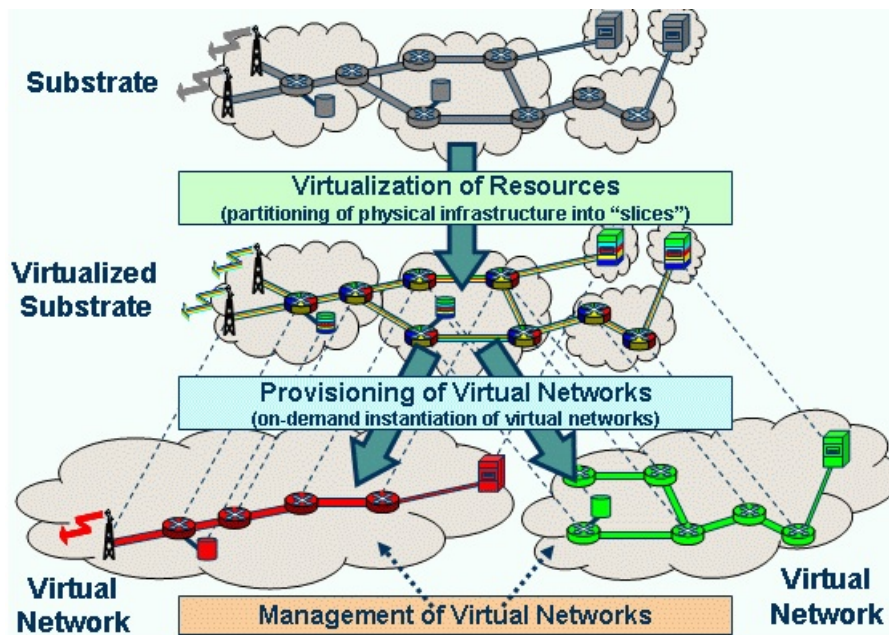 Substrate
Virtualization of Resources
(partitioning of physical infrastructure into “slices”)
Virtualized
Substrate
Provisioning of Virtual Networks
(on-demand instantiation of virtual networks)
Virtual
Network
Virtual
Network
Management of Virtual Networks